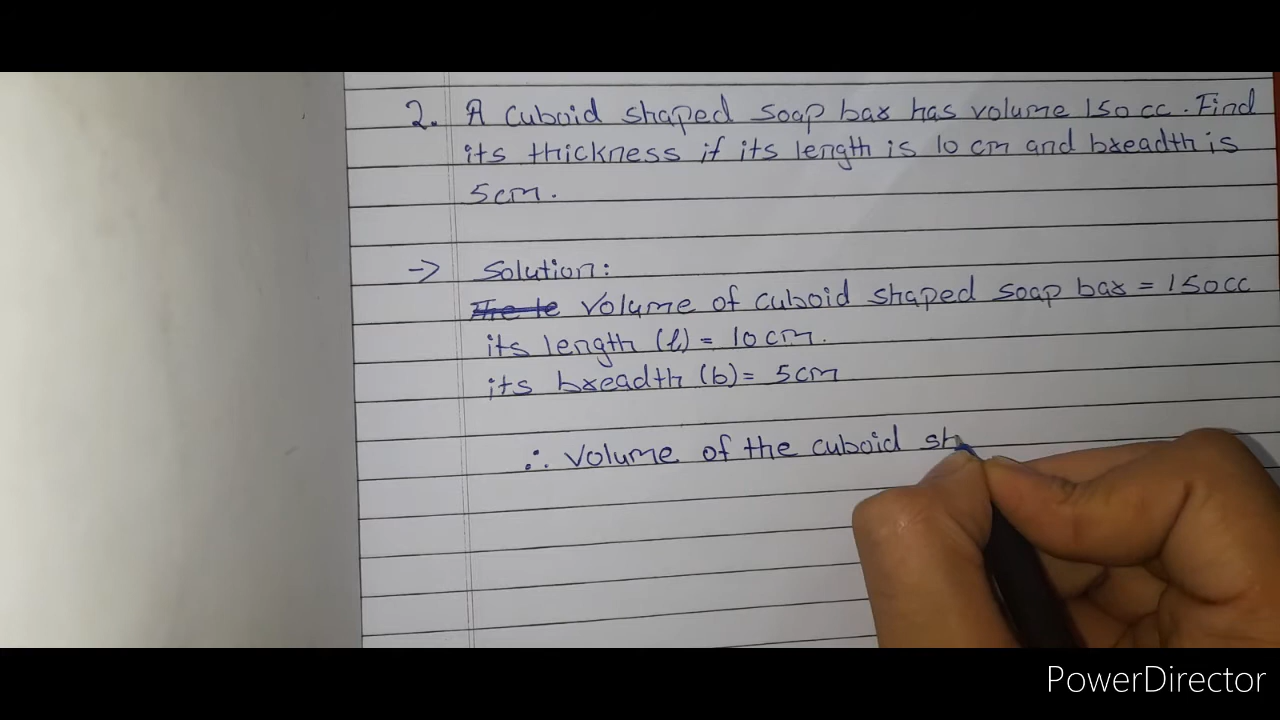 2. A cuboid shaped soap bar has volume 150 cc. Find
its thickness if its length is 10 cm and breadth is
5cm.
-> Solution:
The le volume of cuboid shaped soap bar = 150cc
its length (l) = 10cm.
its breadth (b) = 5cm
∴ Volume of the cuboid sh
PowerDirector